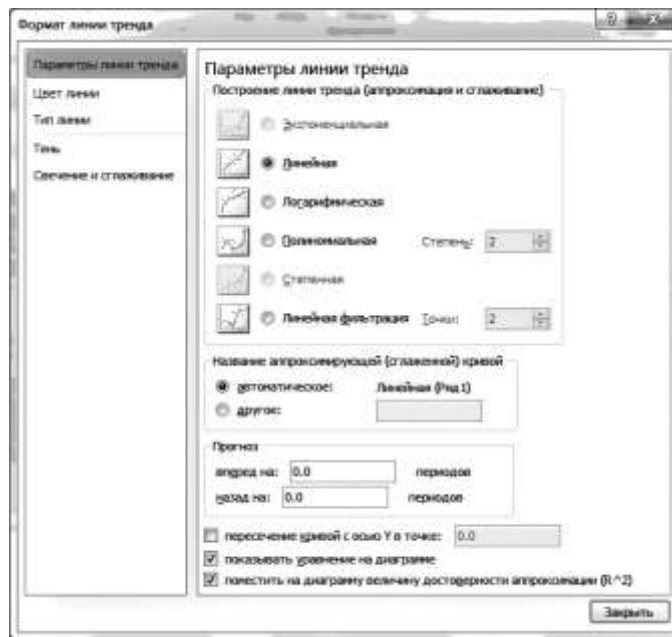 Формат линии тренда
Параметры линии тренда
Цвет линии
Тип линии
Тень
Свечение и сглаживание
Параметры линии тренда
Построение линии тренда (аппроксимация и сглаживание)
Экспоненциальная
Линейная
Логарифмическая
Полиномиальная Степень: 2
Степенная
Линейная фильтрация Точки: 2
Название аппроксимирующей (сглаженной) кривой
автоматическое: Линейная (Ряд1)
другое:
Прогноз
вперед на: 0.0 периодов
назад на: 0.0 периодов
пересечение кривой с осью Y в точке: 0.0
показывать уравнение на диаграмме
поместить на диаграмму величину достоверности аппроксимации (R^2)
Закрыть